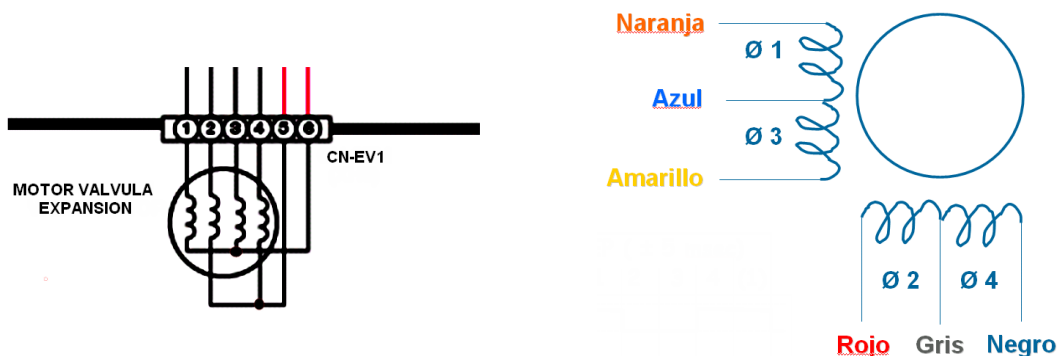 1 2 3 4 5 6
CN-EV1
MOTOR VALVULA
EXPANSION
Naranja
Ø 1
Azul
Ø 3
Amarillo
Ø 2 Ø 4
Rojo Gris Negro